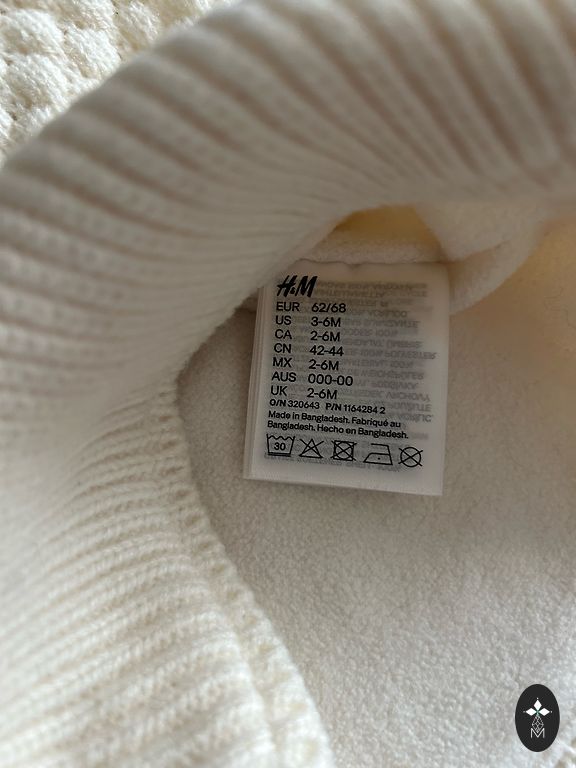 H&M
EUR 62/68
US 3-6M
CA 2-6M
CN 42-44
MX 2-6M
AUS 000-00
UK 2-6M
O/N 320643 P/N 1164284 2
Made in Bangladesh. Fabriqué au
Bangladesh. Hecho en Bangladesh.
30
M